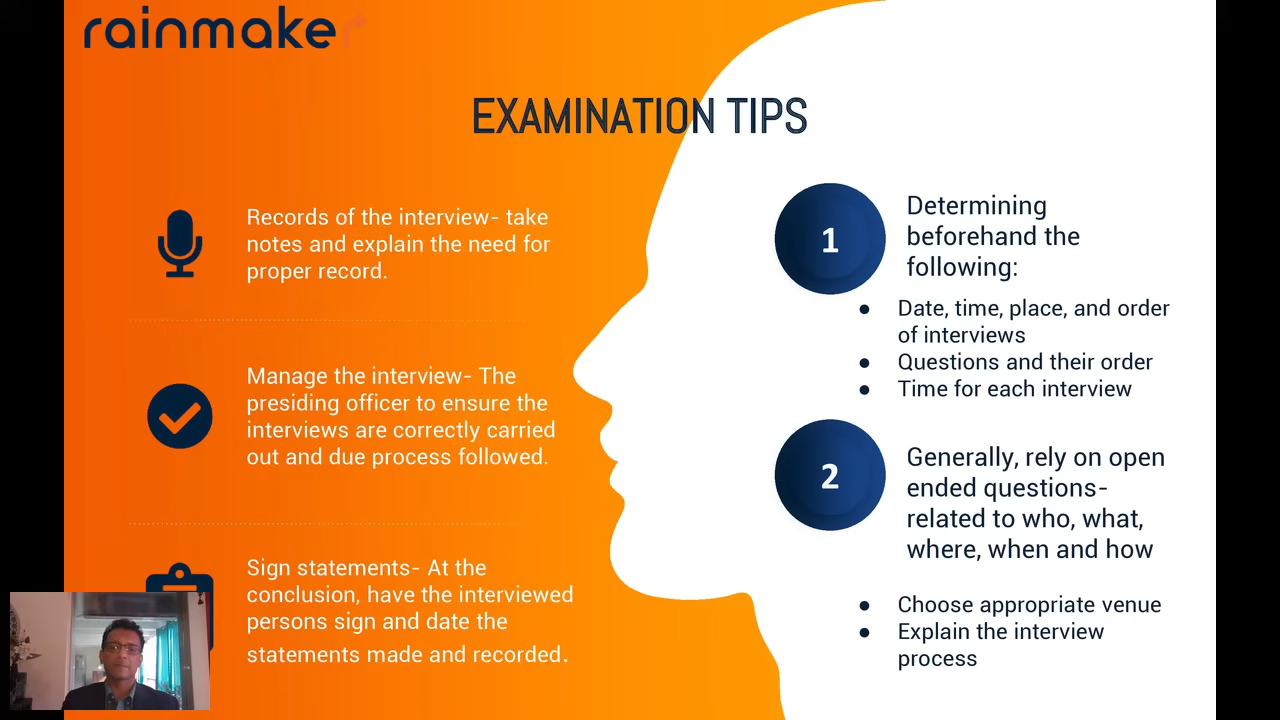 rainmaker
EXAMINATION TIPS
Records of the interview- take
notes and explain the need for
proper record.
Manage the interview- The
presiding officer to ensure the
interviews are correctly carried
out and due process followed.
Sign statements- At the
conclusion, have the interviewed
persons sign and date the
statements made and recorded.
1
Determining
beforehand the
following:
● Date, time, place, and order
of interviews
● Questions and their order
● Time for each interview
2
Generally, rely on open
ended questions-
related to who, what,
where, when and how
● Choose appropriate venue
● Explain the interview
process